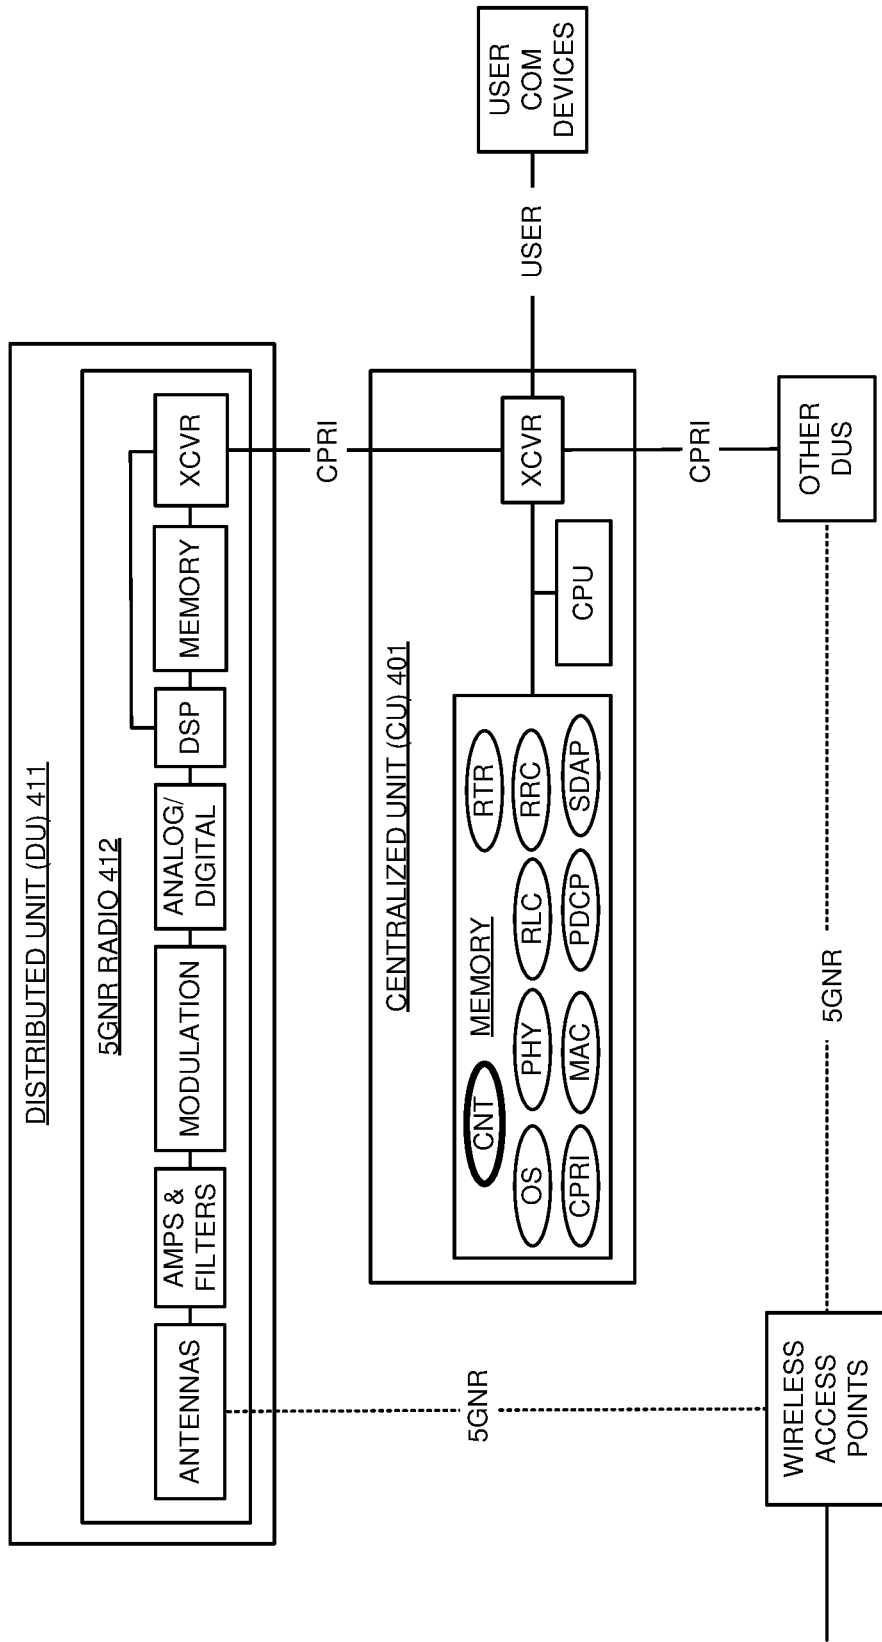 DISTRIBUTED UNIT (DU) 411
5GNR RADIO 412
ANTENNAS
AMPS &
FILTERS
MODULATION
ANALOG/
DIGITAL
DSP
MEMORY
XCVR
CPRI
CENTRALIZED UNIT (CU) 401
CNT
MEMORY
RTR
OS
PHY
RLC
RRC
CPRI
MAC
PDCP
SDAP
CPU
XCVR
USER
USER
COM
DEVICES
5GNR
CPRI
WIRELESS
ACCESS
POINTS
5GNR
OTHER
DUS